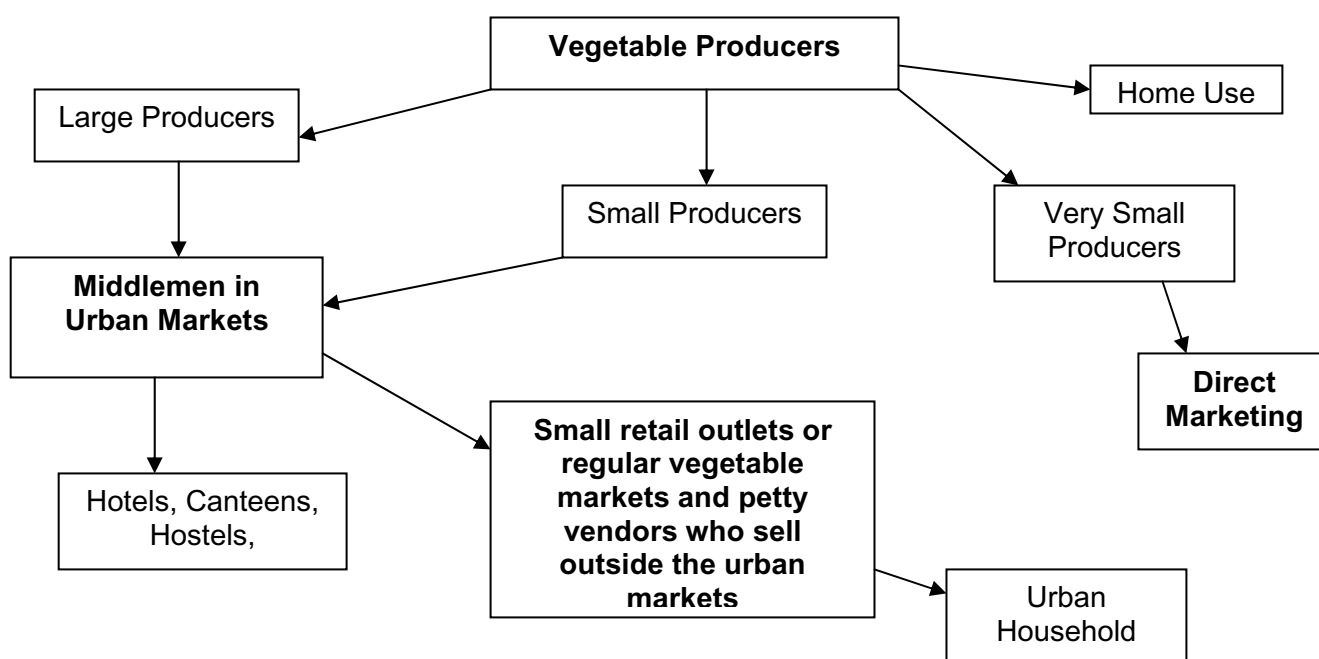 Vegetable Producers
Home Use
Large Producers
Small Producers
Very Small
Producers
Middlemen in
Urban Markets
Direct
Marketing
Small retail outlets or
regular vegetable
markets and petty
vendors who sell
outside the urban
markets
Hotels, Canteens,
Hostels,
Urban
Household